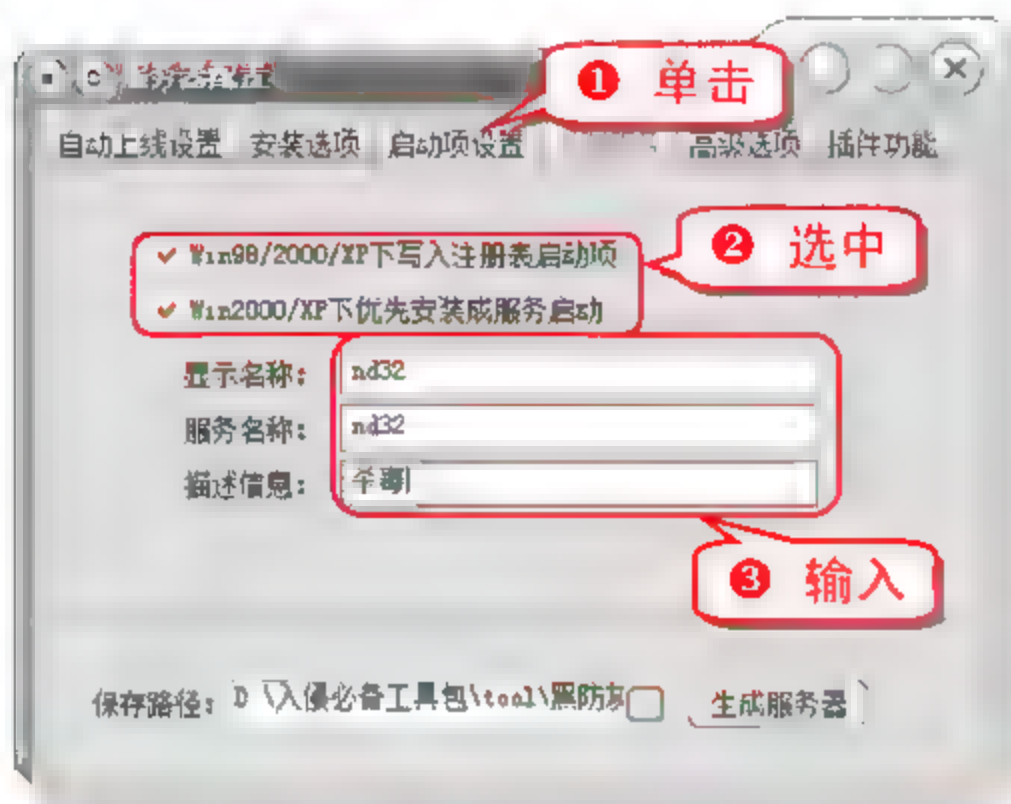 ❶ 单击
自动上线设置 安装选项 启动项设置 高级选项 插件功能
Win98/2000/XP下写入注册表启动项
❷ 选中
Win2000/XP下优先安装成服务启动
显示名称: nd32
服务名称: nd32
描述信息: 杀毒
❸ 输入
保存路径: D \入侵必备工具包\tool\黑防灰 生成服务器